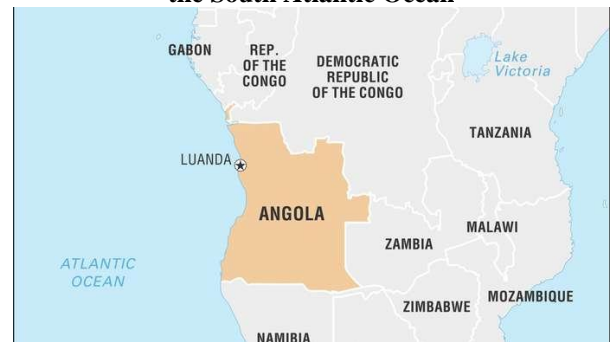 the South Atlantic Ocean
GABON
REP.
OF THE
CONGO
DEMOCRATIC
REPUBLIC
OF THE CONGO
Lake
Victoria
TANZANIA
LUANDA
ANGOLA
ZAMBIA
MALAWI
ATLANTIC
OCEAN
ZIMBABWE
MOZAMBIQUE
NAMIBIA